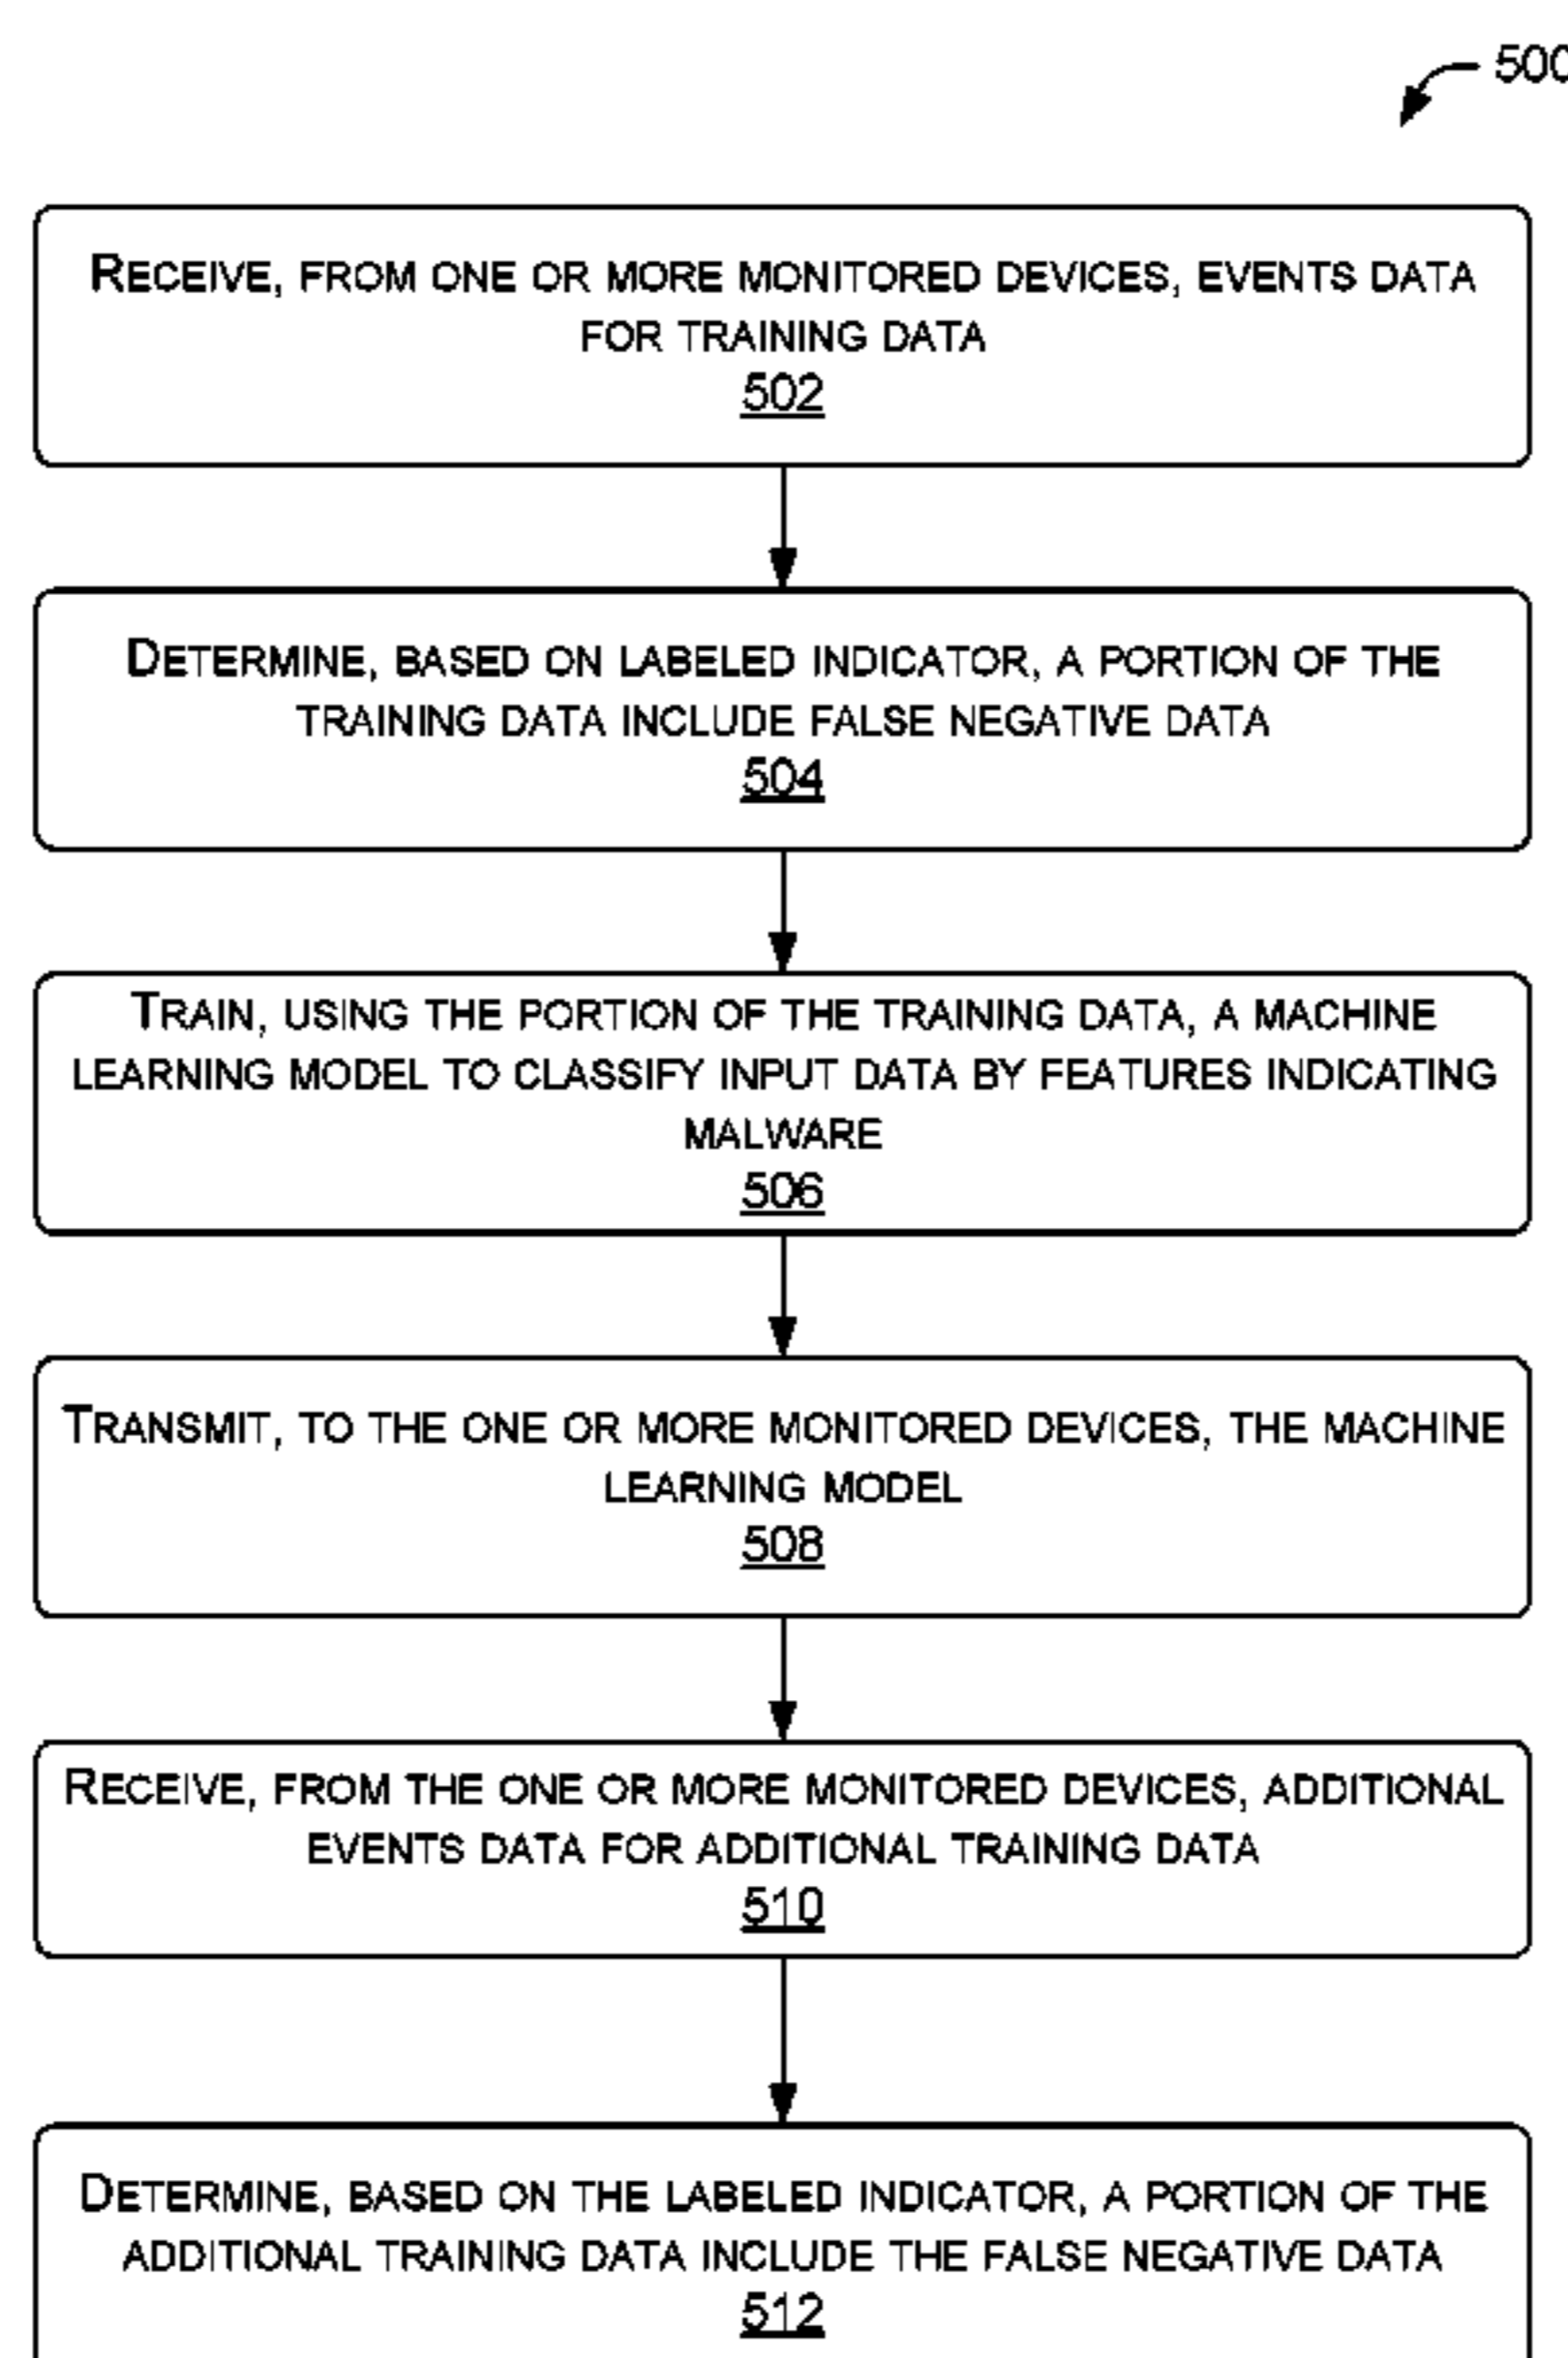 500
RECEIVE, FROM ONE OR MORE MONITORED DEVICES, EVENTS DATA
FOR TRAINING DATA
502
DETERMINE, BASED ON LABELED INDICATOR, A PORTION OF THE
TRAINING DATA INCLUDE FALSE NEGATIVE DATA
504
TRAIN, USING THE PORTION OF THE TRAINING DATA, A MACHINE
LEARNING MODEL TO CLASSIFY INPUT DATA BY FEATURES INDICATING
MALWARE
506
TRANSMIT, TO THE ONE OR MORE MONITORED DEVICES, THE MACHINE
LEARNING MODEL
508
RECEIVE, FROM THE ONE OR MORE MONITORED DEVICES, ADDITIONAL
EVENTS DATA FOR ADDITIONAL TRAINING DATA
510
DETERMINE, BASED ON THE LABELED INDICATOR, A PORTION OF THE
ADDITIONAL TRAINING DATA INCLUDE THE FALSE NEGATIVE DATA
512